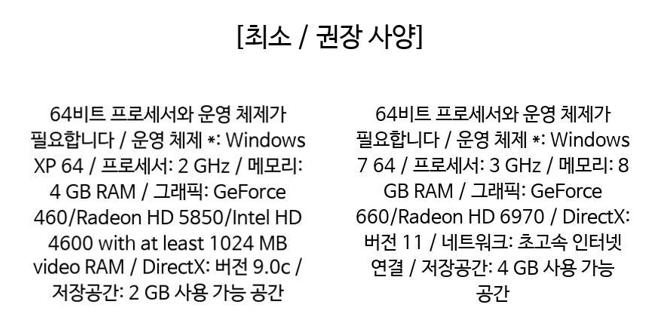 [최소 / 권장 사양]
64비트 프로세서와 운영 체제가
필요합니다 / 운영 체제 *: Windows
XP 64 / 프로세서: 2 GHz / 메모리:
4 GB RAM / 그래픽: GeForce
460/Radeon HD 5850/Intel HD
4600 with at least 1024 MB
video RAM / DirectX: 버전 9.0c /
저장공간: 2 GB 사용 가능 공간
64비트 프로세서와 운영 체제가
필요합니다 / 운영 체제 *: Windows
7 64 / 프로세서: 3 GHz / 메모리: 8
GB RAM / 그래픽: GeForce
660/Radeon HD 6970 / DirectX:
버전 11 / 네트워크: 초고속 인터넷
연결 / 저장공간: 4 GB 사용 가능
공간